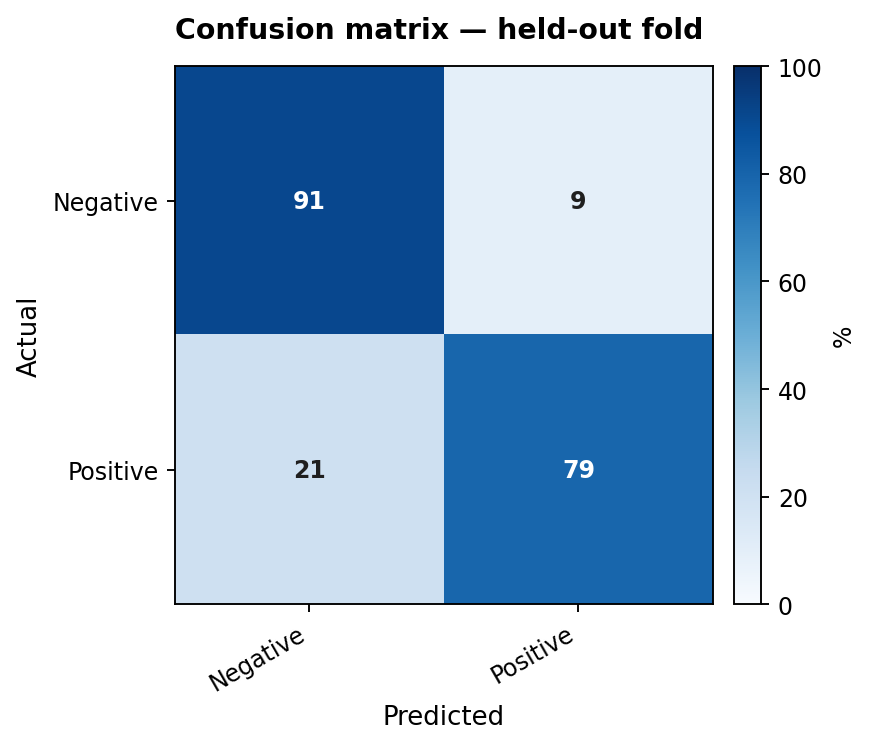 Confusion matrix — held-out fold
Actual
Negative
Positive
91
9
21
79
Negative
Positive
Predicted
100
80
60
40
20
0
%